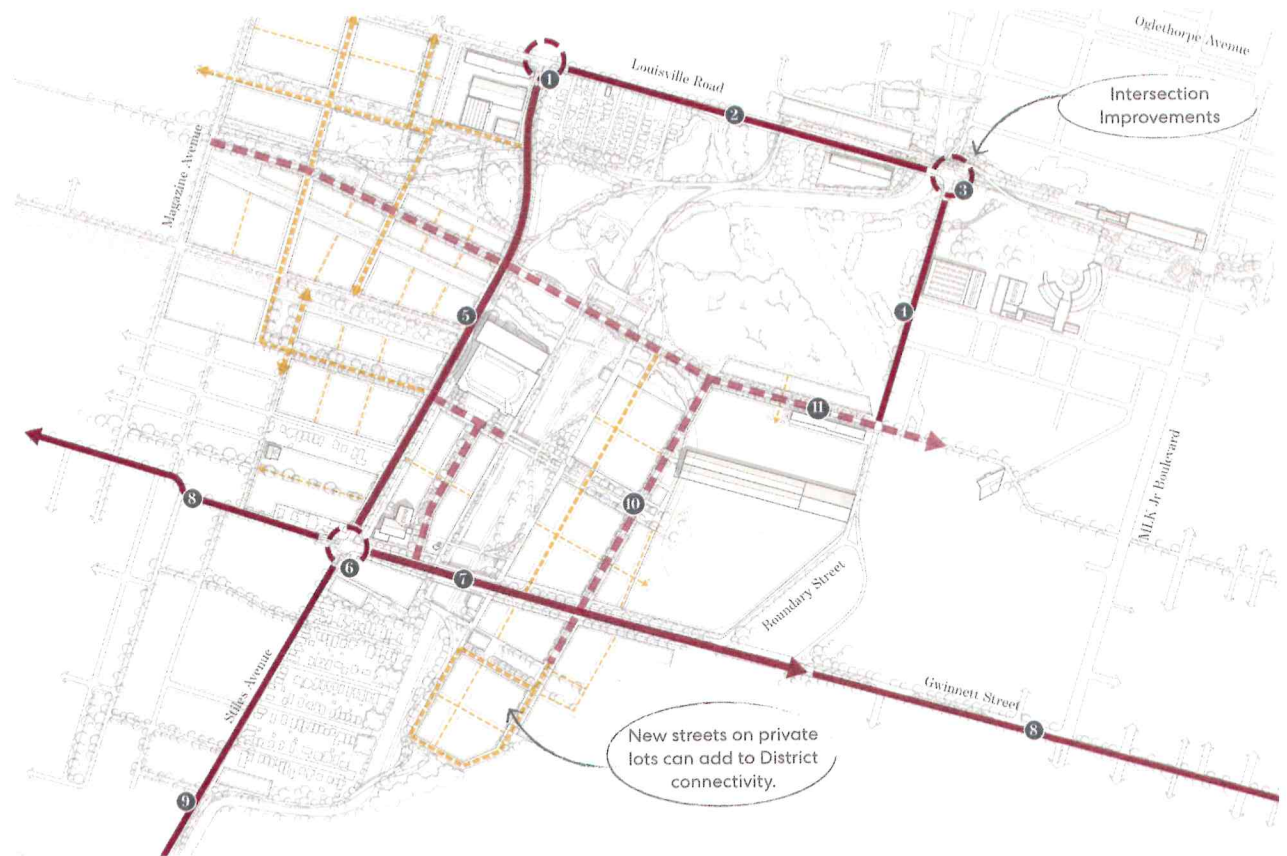 Oglethorpe Avenue
Louisville Road
Intersection
Improvements
1
2
3
Magazine Avenue
4
5
11
8
MLK Jr Boulevard
10
6
7
Boundary Street
Stiles Avenue
Gwinnett Street
8
New streets on private
lots can add to District
connectivity.
9